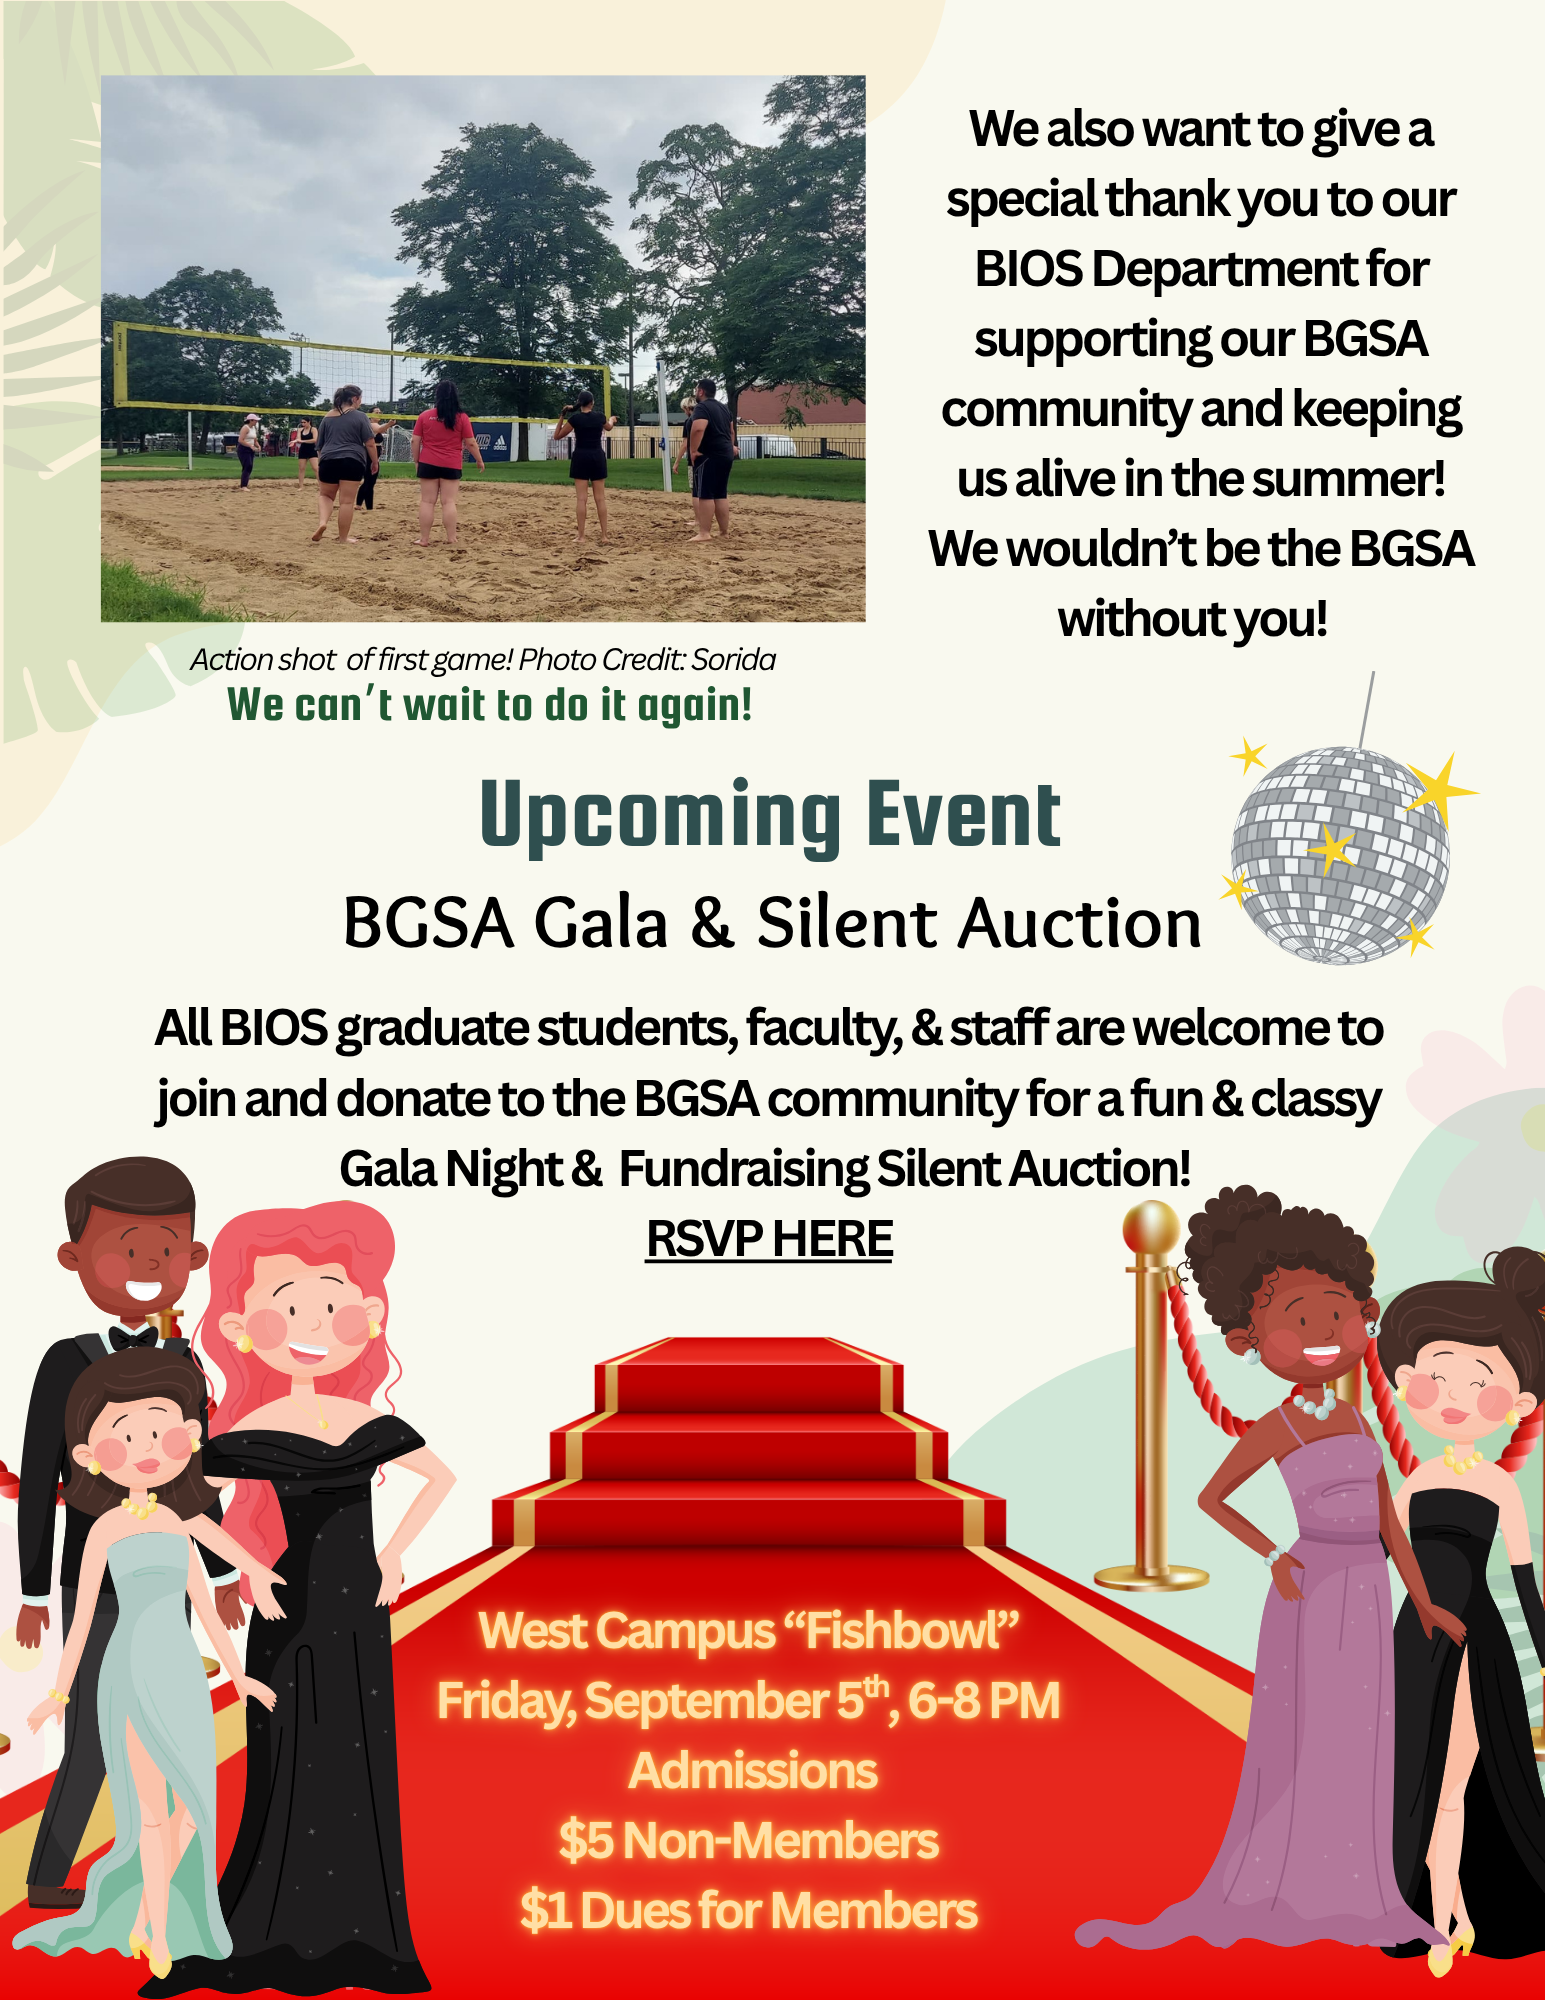 We also want to give a
special thank you to our
BIOS Department for
supporting our BGSA
community and keeping
us alive in the summer!
We wouldn't be the BGSA
without you!
adidas
Action shot of first game! Photo Credit: Sorida
We can't wait to do it again!
Upcoming Event
BGSA Gala & Silent Auction
All BIOS graduate students, faculty, & staff are welcome to
join and donate to the BGSA community for a fun & classy
Gala Night & Fundraising Silent Auction!
RSVP HERE
West Campus “Fishbowl”
Friday, September 5th, 6-8 PM
Admissions
$5 Non-Members
$1 Dues for Members